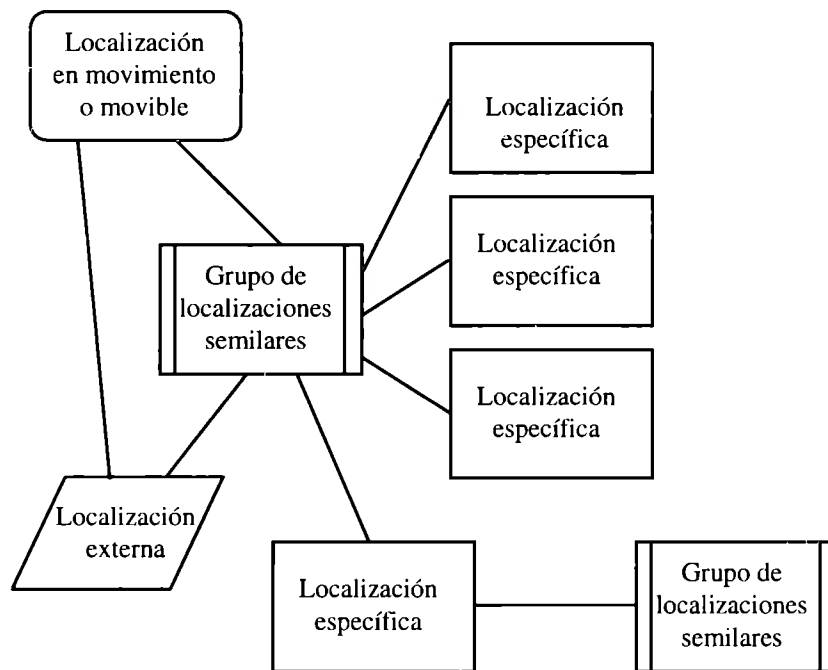 Localización
en movimiento
o movible
Localización
específica
Localización
específica
Grupo de
localizaciones
semilares
Localización
específica
Localización
externa
Localización
específica
Grupo de
localizaciones
semilares